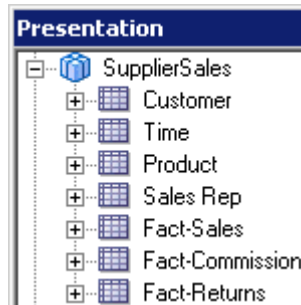 Presentation
SupplierSales
Customer
Time
Product
Sales Rep
Fact-Sales
Fact-Commission
Fact-Returns